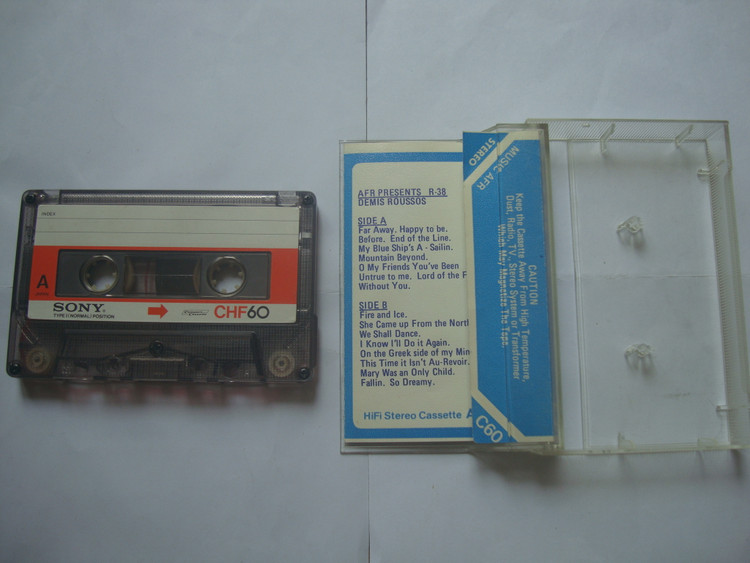 INDEX
A
SONY
TYPE I (NORMAL) POSITION
CHF60
AFR PRESENTS R-38
DEMIS ROUSSOS
SIDE A
Far Away. Happy to be.
Before. End of the Line.
My Blue Ship's A - Sailin.
Mountain Beyond.
O My Friends You've Been
Untrue to me. Lord of the F
Without You.
SIDE B
Fire and Ice.
She Came up From the North
We Shall Dance.
I Know I'll Do it Again.
On the Greek side of my Min
This Time it Isn't Au-Revoir.
Mary Was an Only Child.
Fallin. So Dreamy.
HiFi Stereo Cassette A
MUSIC AFR
STEREO
CAUTION
Keep the Cassette Away From High Temperature,
Dust, Radio, TV, Stereo System or Transformer
Which May Magnetize The Tape.
C60